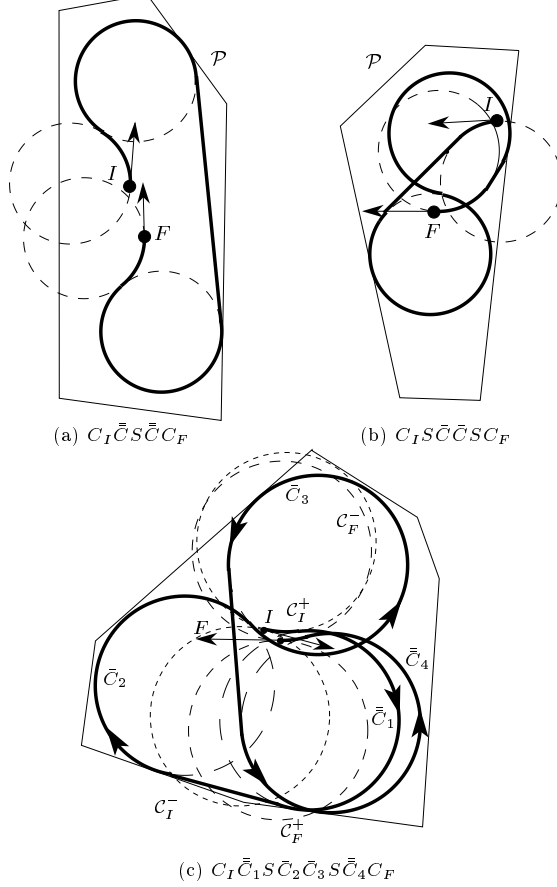 𝒫
I
F
(a) C_I C̿ S C̿ C_F
𝒫
I
F
(b) C_I S C̄ C̄ S C_F
C̄_3
𝒞_F^-
I
𝒞_I^+
F
C̿_4
C̄_2
C̿_1
𝒞_I^-
𝒞_F^+
(c) C_I C̿_1 S C̄_2 C̄_3 S C̿_4 C_F